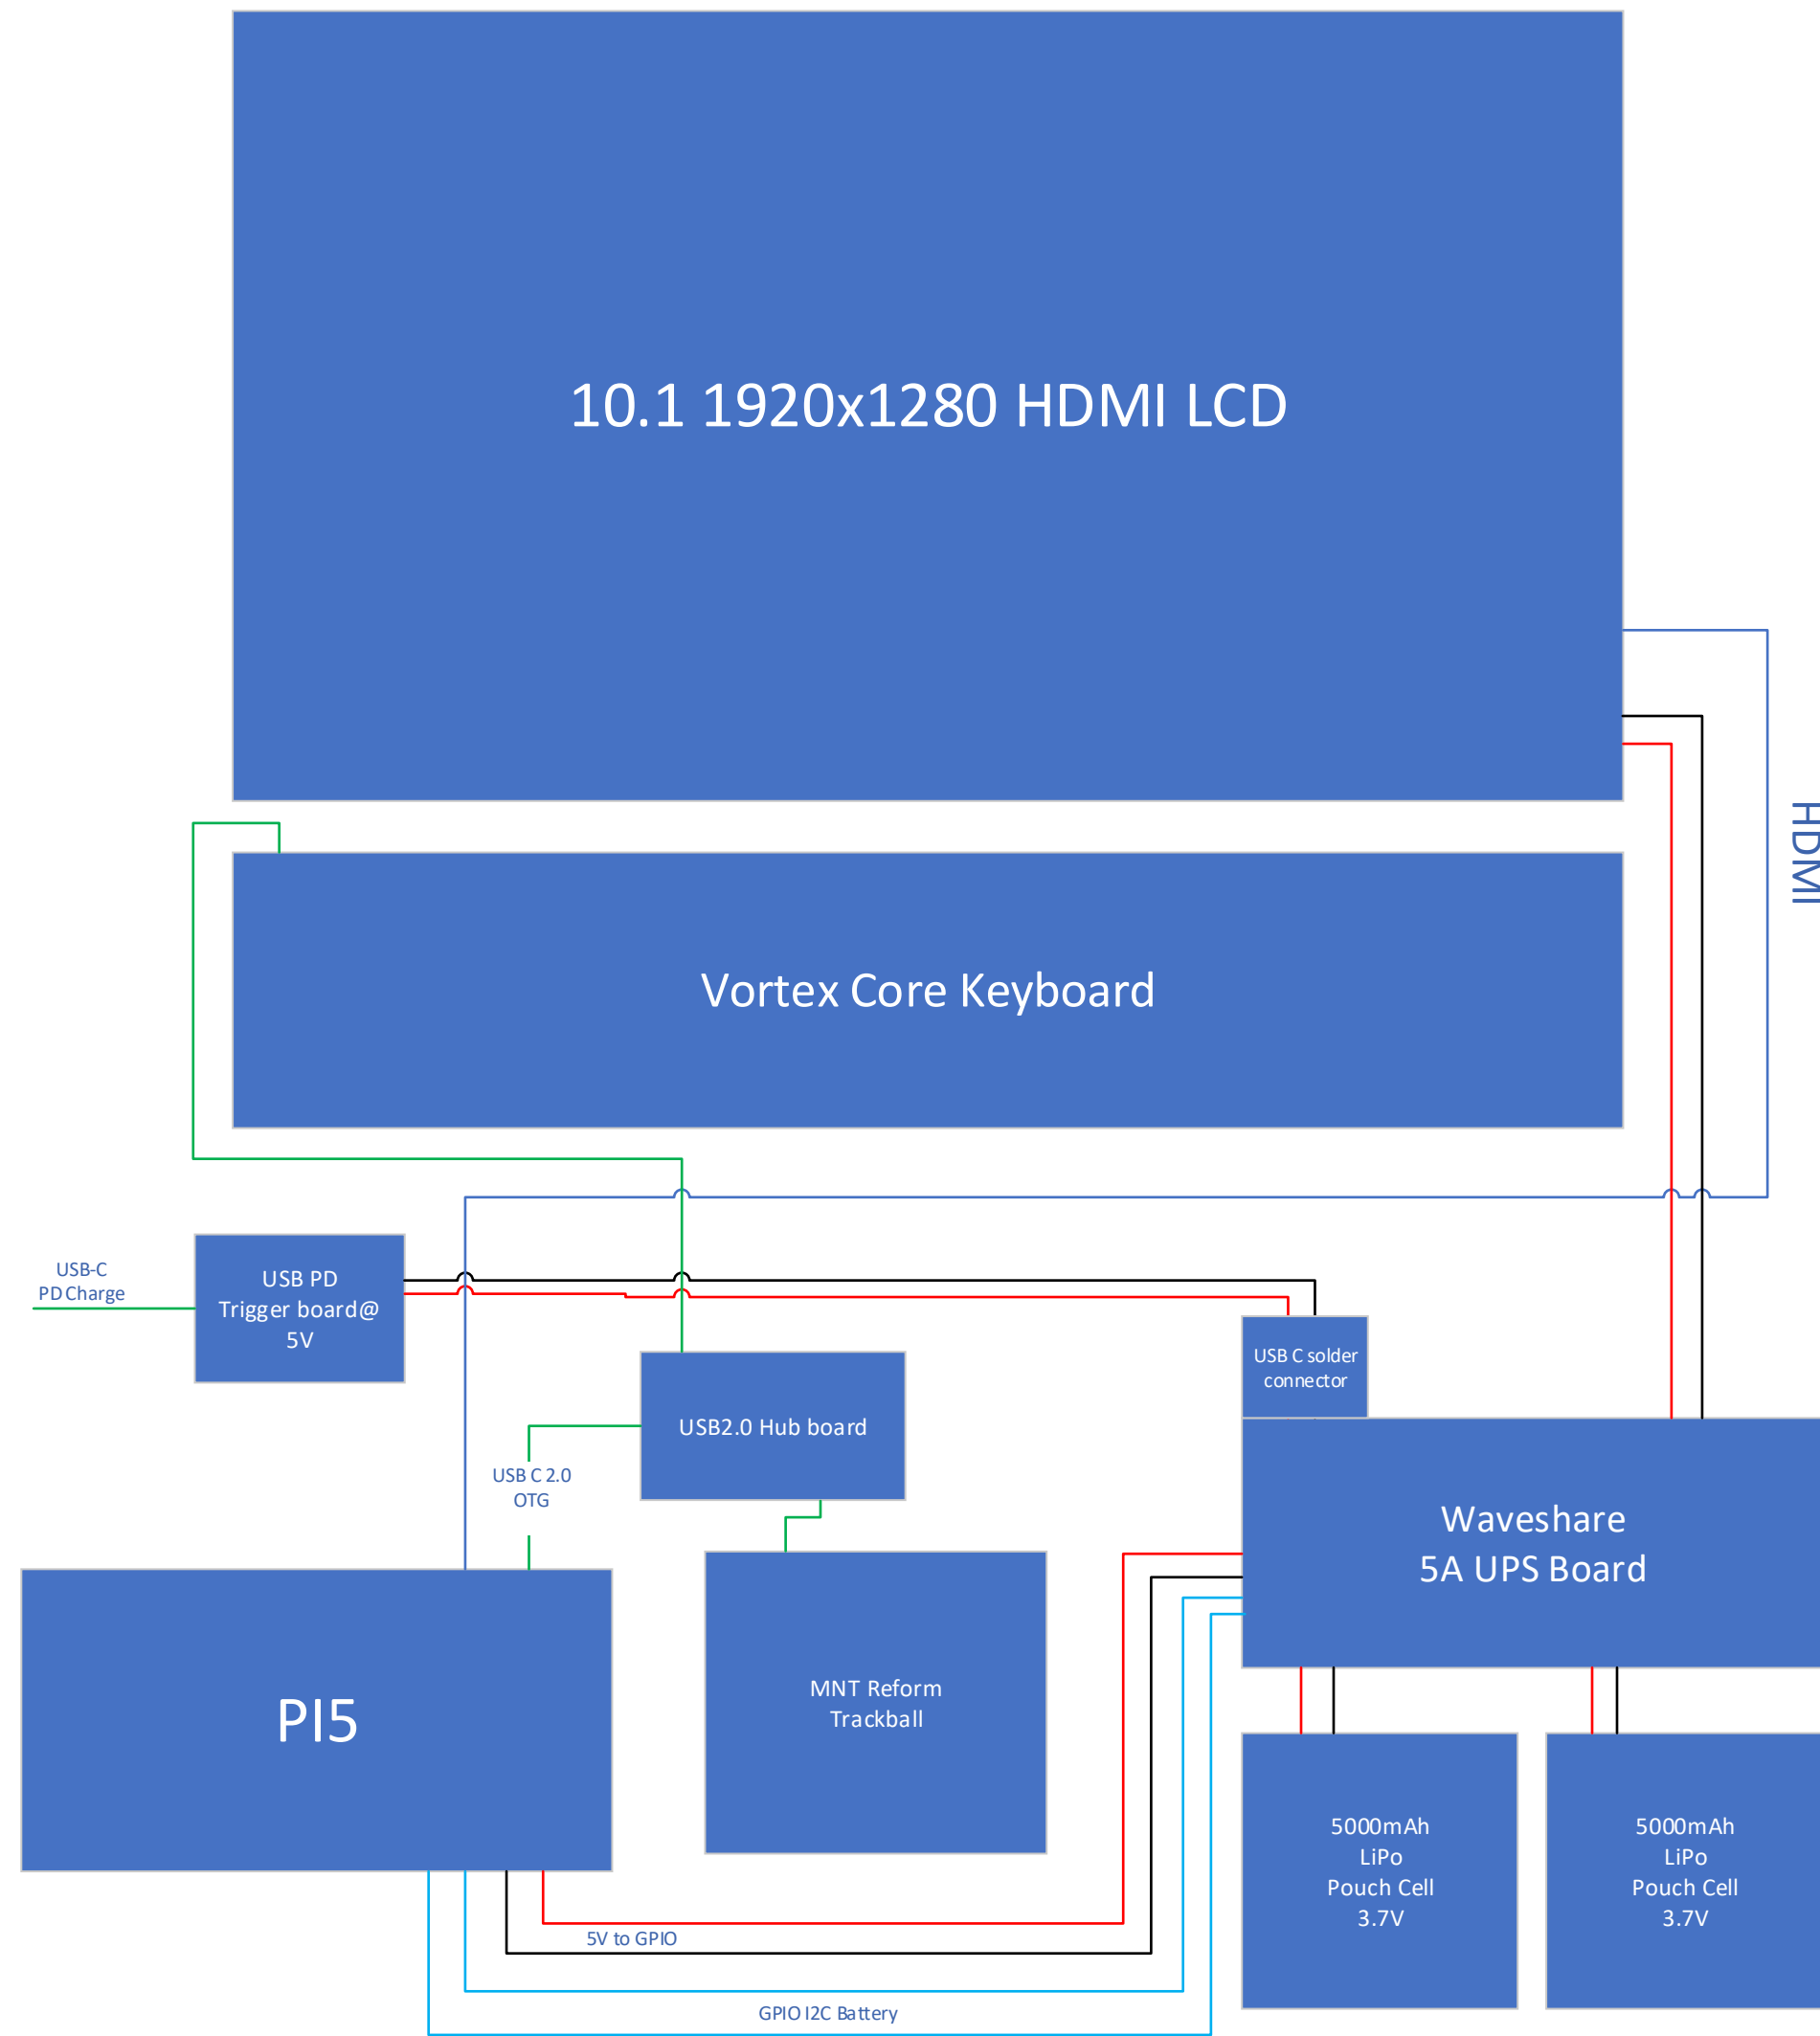 10.1 1920x1280 HDMI LCD
HDMI
Vortex Core Keyboard
USB-C
PD Charge
USB PD
Trigger board@
5V
USB C solder
connector
USB2.0 Hub board
USB C 2.0
OTG
Waveshare
5A UPS Board
PI5
MNT Reform
Trackball
5000mAh
LiPo
Pouch Cell
3.7V
5000mAh
LiPo
Pouch Cell
3.7V
5V to GPIO
GPIO I2C Battery